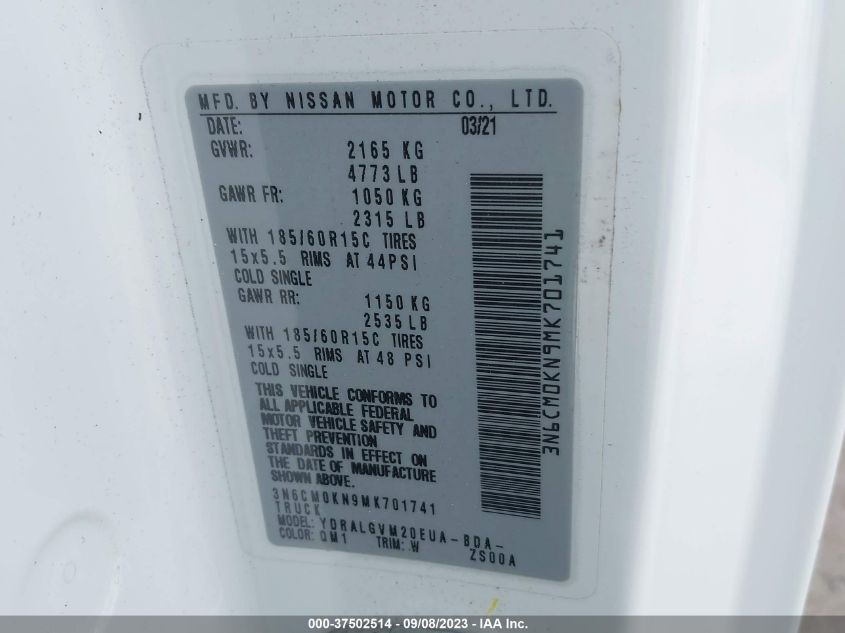 MFD. BY NISSAN MOTOR CO., LTD.
DATE: 03/21
GVWR: 2165 KG
4773 LB
GAWR FR: 1050 KG
2315 LB
WITH 185/60R15C TIRES
15x5.5 RIMS AT 44PSI
COLD SINGLE
GAWR RR: 1150 KG
2535 LB
WITH 185/60R15C TIRES
15x5.5 RIMS AT 48 PSI
COLD SINGLE
THIS VEHICLE CONFORMS TO
ALL APPLICABLE FEDERAL
MOTOR VEHICLE SAFETY AND
THEFT PREVENTION
STANDARDS IN EFFECT ON
THE DATE OF MANUFACTURE
SHOWN ABOVE.
3N6CM0KN9MK701741
TRUCK
MODEL: YDRALGVM20EUA-BDA-
ZS00A
COLOR: QM1 TRIM: W
3N6CM0KN9MK701741
000-37502514 - 09/08/2023 - IAA Inc.